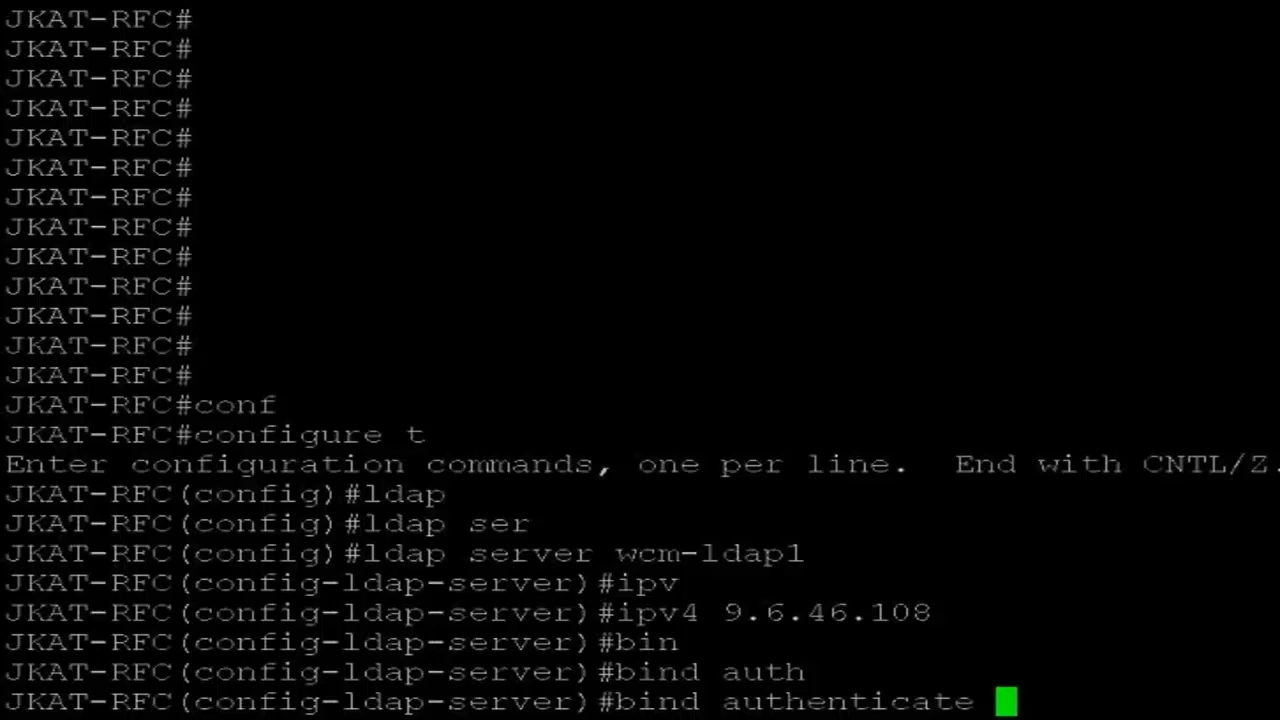 JKAT-RFC#
JKAT-RFC#
JKAT-RFC#
JKAT-RFC#
JKAT-RFC#
JKAT-RFC#
JKAT-RFC#
JKAT-RFC#
JKAT-RFC#
JKAT-RFC#
JKAT-RFC#
JKAT-RFC#
JKAT-RFC#
JKAT-RFC#conf
JKAT-RFC#configure t
Enter configuration commands, one per line.  End with CNTL/Z.
JKAT-RFC(config)#ldap
JKAT-RFC(config)#ldap ser
JKAT-RFC(config)#ldap server wcm-ldap1
JKAT-RFC(config-ldap-server)#ipv
JKAT-RFC(config-ldap-server)#ipv4 9.6.46.108
JKAT-RFC(config-ldap-server)#bin
JKAT-RFC(config-ldap-server)#bind auth
JKAT-RFC(config-ldap-server)#bind authenticate